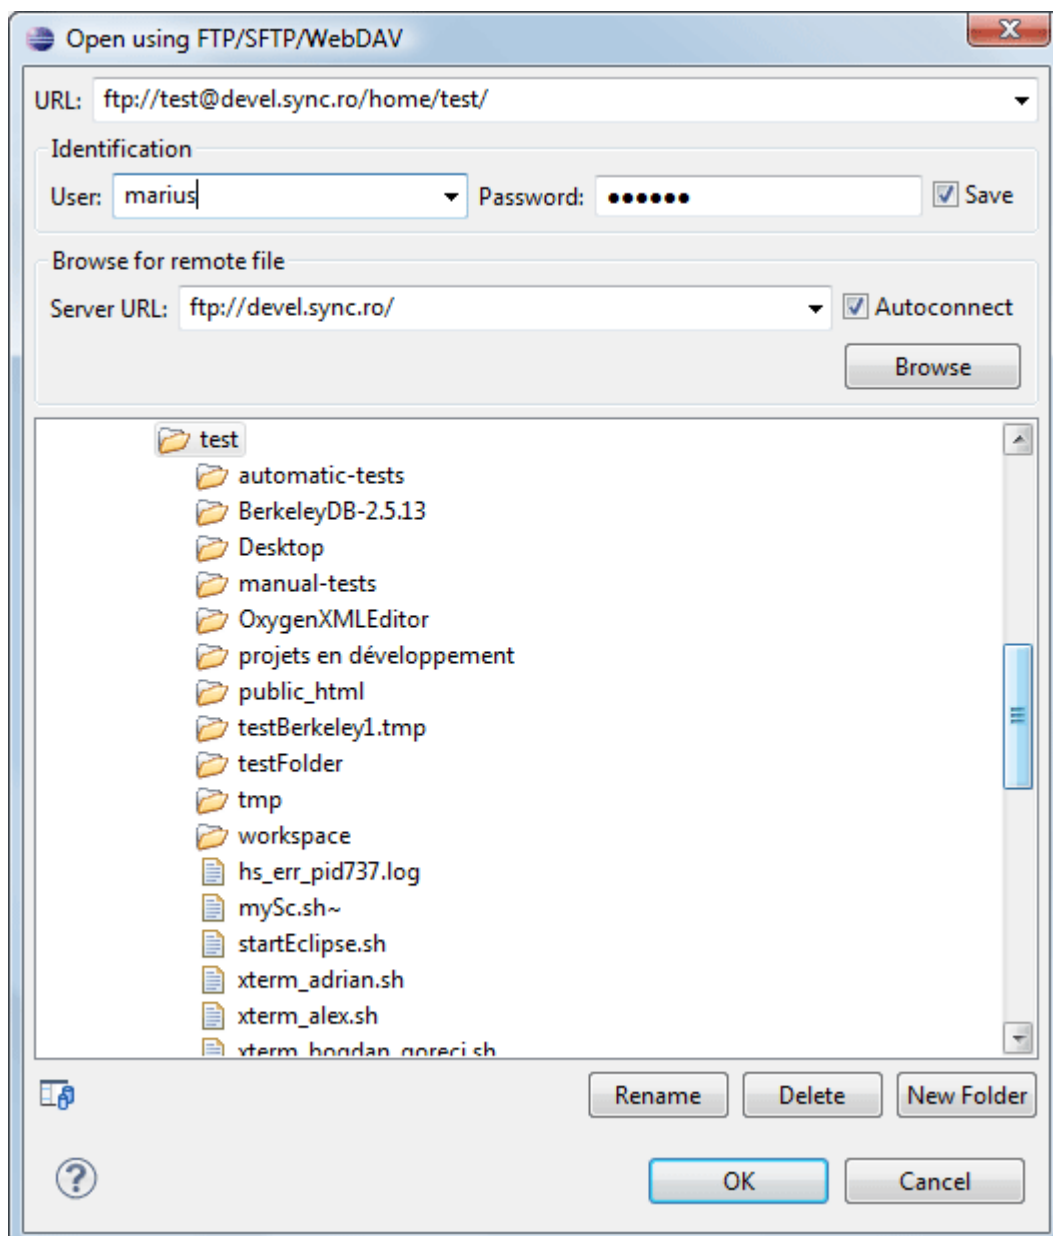 Open using FTP/SFTP/WebDAV
URL: ftp://test@devel.sync.ro/home/test/
Identification
User: marius Password: ●●●●●● Save
Browse for remote file
Server URL: ftp://devel.sync.ro/ Autoconnect
Browse
test
automatic-tests
BerkeleyDB-2.5.13
Desktop
manual-tests
OxygenXMLEditor
projets en développement
public_html
testBerkeley1.tmp
testFolder
tmp
workspace
hs_err_pid737.log
mySc.sh~
startEclipse.sh
xterm_adrian.sh
xterm_alex.sh
xterm_bogdan_goreci.sh
Rename Delete New Folder
? OK Cancel